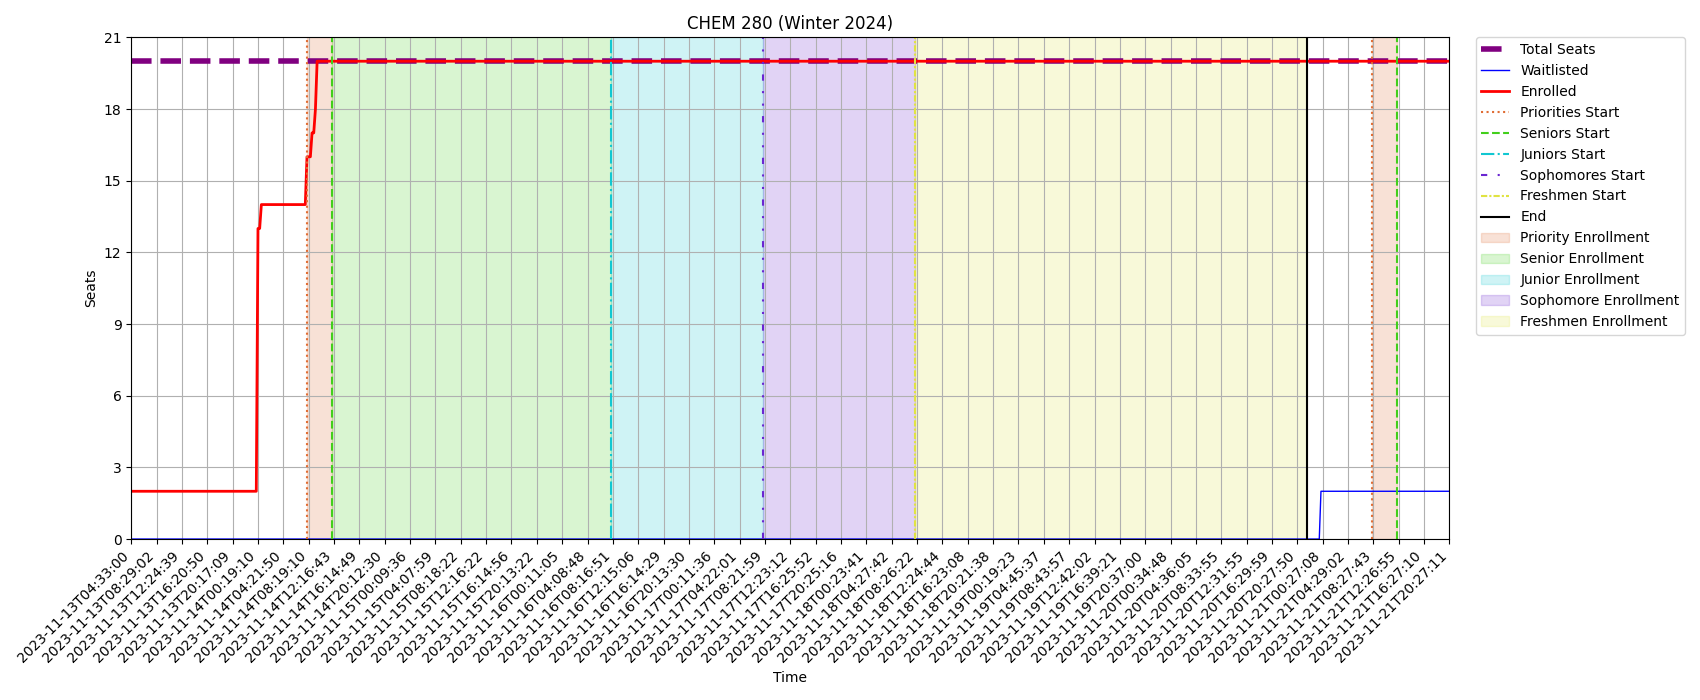 CHEM 280 (Winter 2024)
21
18
15
12
9
6
3
0
Seats
2023-11-13T04:33:00
2023-11-13T08:29:02
2023-11-13T12:24:39
2023-11-13T16:20:50
2023-11-13T20:17:09
2023-11-14T00:19:10
2023-11-14T04:21:50
2023-11-14T08:19:10
2023-11-14T12:16:43
2023-11-14T16:14:49
2023-11-14T20:12:30
2023-11-15T00:09:36
2023-11-15T04:07:59
2023-11-15T08:18:22
2023-11-15T12:16:22
2023-11-15T16:14:56
2023-11-15T20:13:22
2023-11-16T00:11:05
2023-11-16T04:08:48
2023-11-16T08:16:51
2023-11-16T12:15:06
2023-11-16T16:14:29
2023-11-16T20:13:30
2023-11-17T00:11:36
2023-11-17T04:22:01
2023-11-17T08:21:59
2023-11-17T12:23:12
2023-11-17T16:25:52
2023-11-17T20:25:16
2023-11-18T00:23:41
2023-11-18T04:27:42
2023-11-18T08:26:22
2023-11-18T12:24:44
2023-11-18T16:23:08
2023-11-18T20:21:38
2023-11-19T00:19:23
2023-11-19T04:45:37
2023-11-19T08:43:57
2023-11-19T12:42:02
2023-11-19T16:39:21
2023-11-19T20:37:00
2023-11-20T00:34:48
2023-11-20T04:36:05
2023-11-20T08:33:55
2023-11-20T12:31:55
2023-11-20T16:29:59
2023-11-20T20:27:50
2023-11-21T00:27:08
2023-11-21T04:29:02
2023-11-21T08:27:43
2023-11-21T12:26:55
2023-11-21T16:27:10
2023-11-21T20:27:11
Time
Total Seats
Waitlisted
Enrolled
Priorities Start
Seniors Start
Juniors Start
Sophomores Start
Freshmen Start
End
Priority Enrollment
Senior Enrollment
Junior Enrollment
Sophomore Enrollment
Freshmen Enrollment